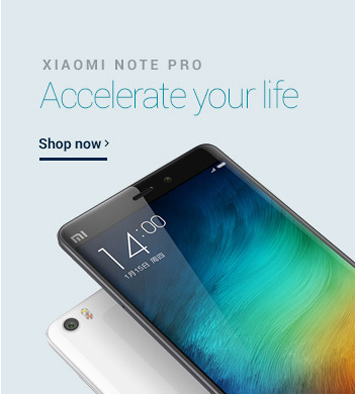 XIAOMI NOTE PRO
Accelerate your life
Shop now >
mi
14:00
1月15日 周四